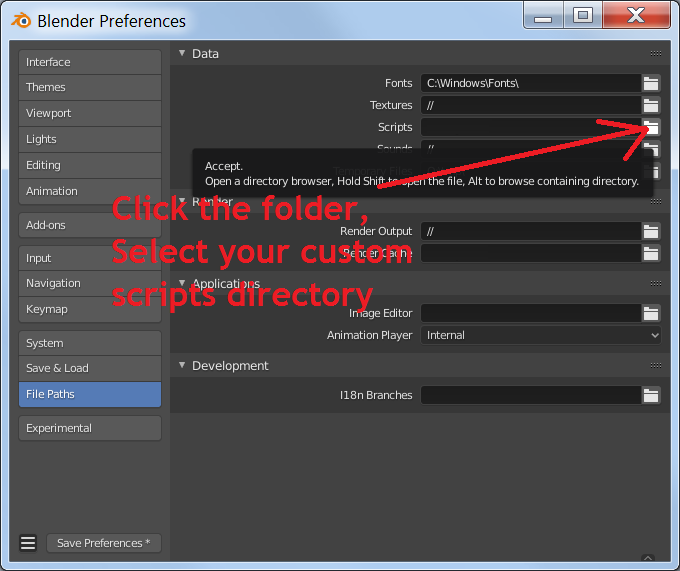 Blender Preferences
Interface
Themes
Viewport
Lights
Editing
Animation
Add-ons
Input
Navigation
Keymap
System
Save & Load
File Paths
Experimental
Save Preferences *
Data
Fonts C:\Windows\Fonts\
Textures //
Scripts
Sounds //
Accept.
Open a directory browser, Hold Shift to open the file, Alt to browse containing directory.
Render
Render Output //
Render Cache
Applications
Image Editor
Animation Player Internal
Development
I18n Branches
Click the folder,
Select your custom
scripts directory